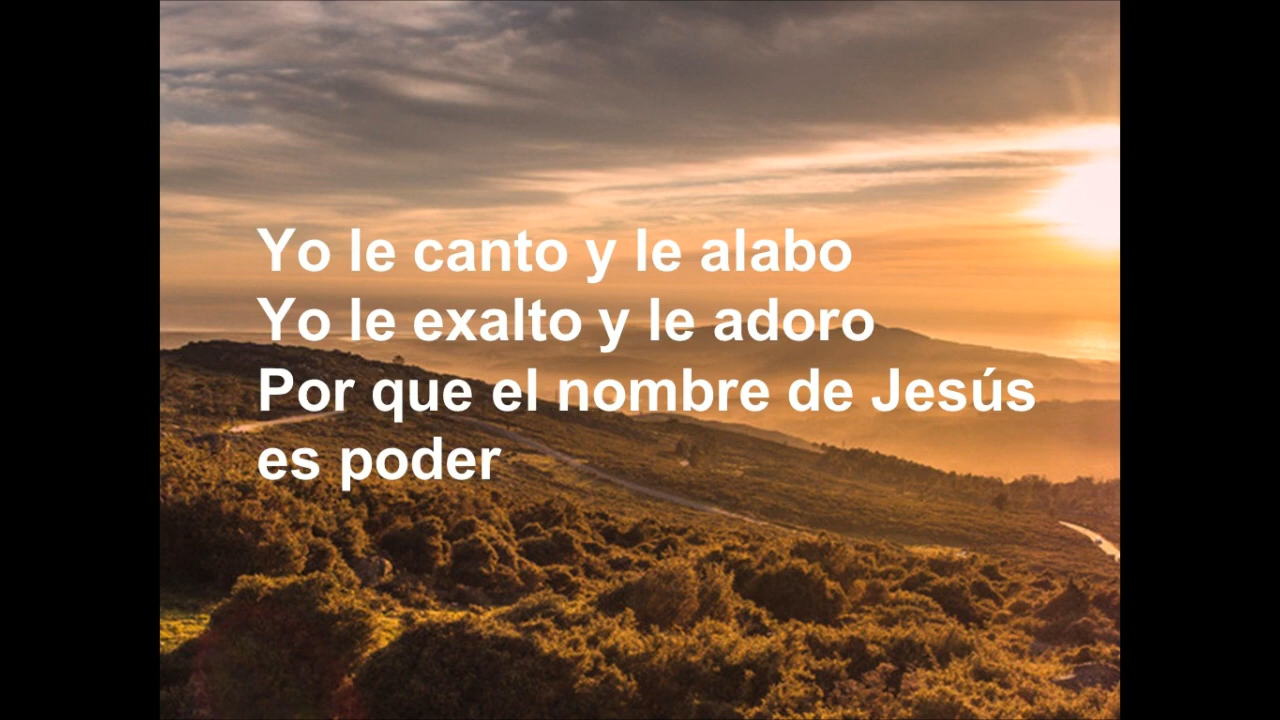 Yo le canto y le alabo
Yo le exalto y le adoro
Por que el nombre de Jesús
es poder